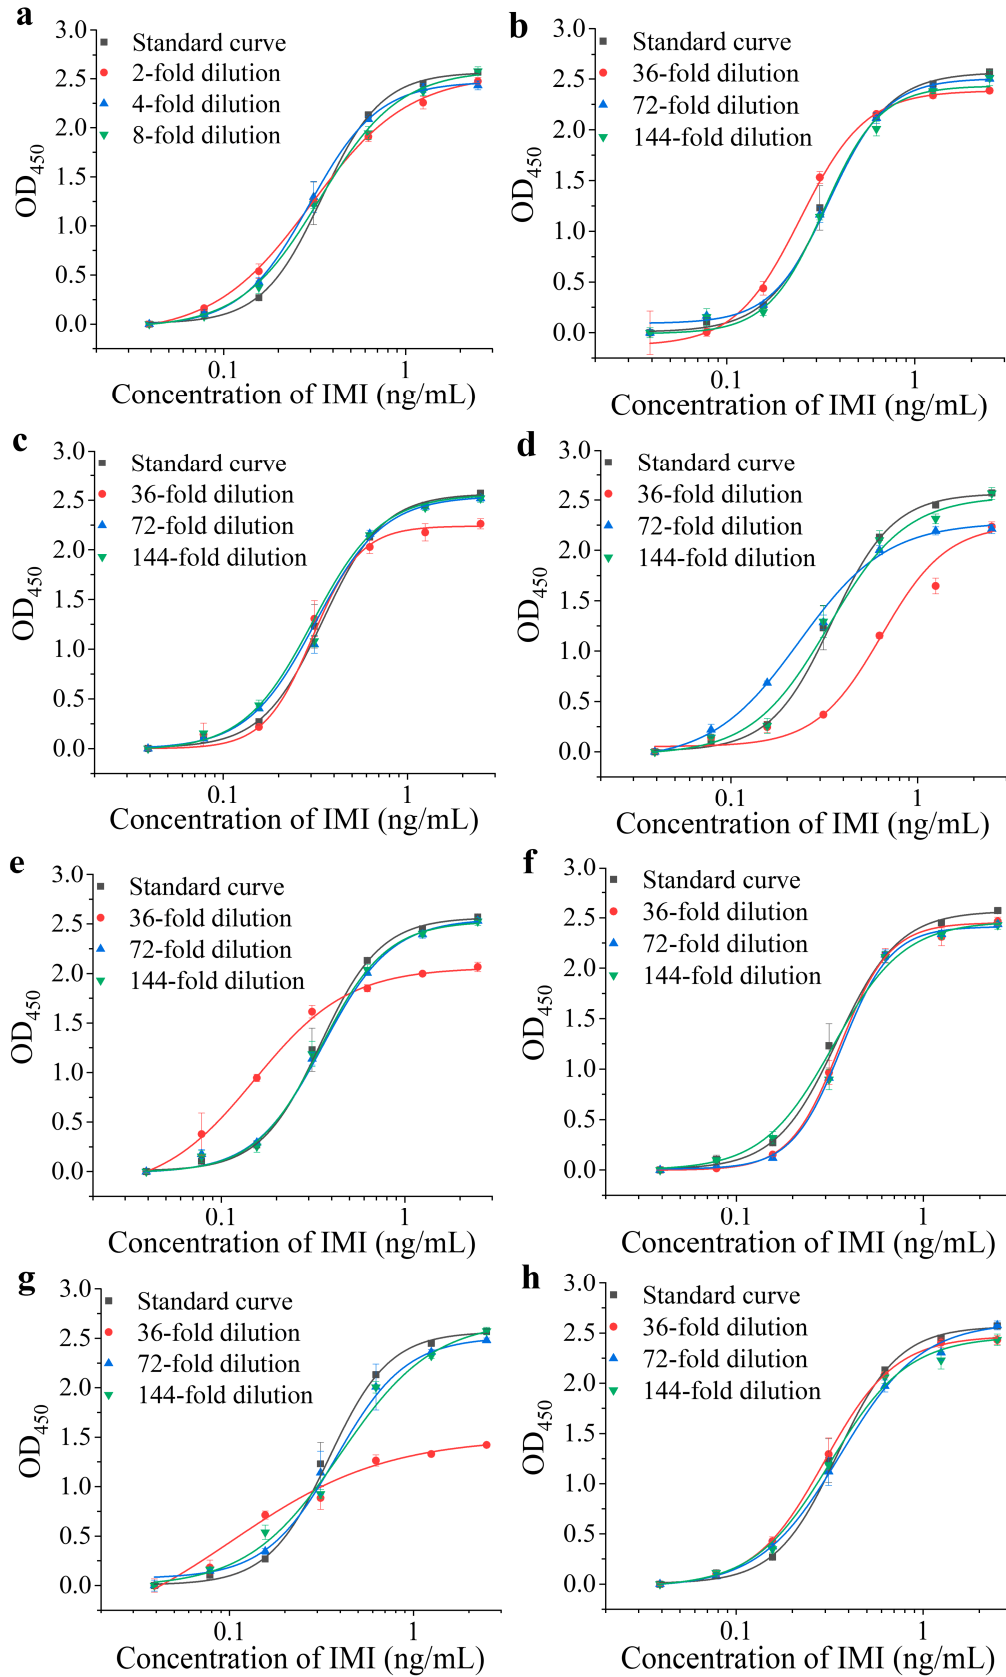 a
3.0
2.5
2.0
1.5
1.0
0.5
0.0
OD450
Standard curve
2-fold dilution
4-fold dilution
8-fold dilution
0.1
1
Concentration of IMI (ng/mL)
b
3.0
2.5
2.0
1.5
1.0
0.5
0.0
OD450
Standard curve
36-fold dilution
72-fold dilution
144-fold dilution
0.1
1
Concentration of IMI (ng/mL)
c
3.0
2.5
2.0
1.5
1.0
0.5
0.0
OD450
Standard curve
36-fold dilution
72-fold dilution
144-fold dilution
0.1
1
Concentration of IMI (ng/mL)
d
3.0
2.5
2.0
1.5
1.0
0.5
0.0
OD450
Standard curve
36-fold dilution
72-fold dilution
144-fold dilution
0.1
1
Concentration of IMI (ng/mL)
e
3.0
2.5
2.0
1.5
1.0
0.5
0.0
OD450
Standard curve
36-fold dilution
72-fold dilution
144-fold dilution
0.1
1
Concentration of IMI (ng/mL)
f
3.0
2.5
2.0
1.5
1.0
0.5
0.0
OD450
Standard curve
36-fold dilution
72-fold dilution
144-fold dilution
0.1
1
Concentration of IMI (ng/mL)
g
3.0
2.5
2.0
1.5
1.0
0.5
0.0
OD450
Standard curve
36-fold dilution
72-fold dilution
144-fold dilution
0.1
1
Concentration of IMI (ng/mL)
h
3.0
2.5
2.0
1.5
1.0
0.5
0.0
OD450
Standard curve
36-fold dilution
72-fold dilution
144-fold dilution
0.1
1
Concentration of IMI (ng/mL)